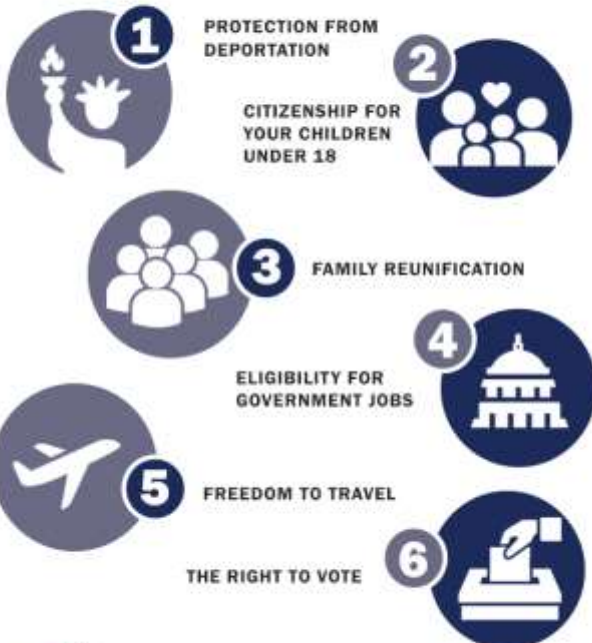 1
PROTECTION FROM
DEPORTATION
2
CITIZENSHIP FOR
YOUR CHILDREN
UNDER 18
3
FAMILY REUNIFICATION
4
ELIGIBILITY FOR
GOVERNMENT JOBS
5
FREEDOM TO TRAVEL
6
THE RIGHT TO VOTE